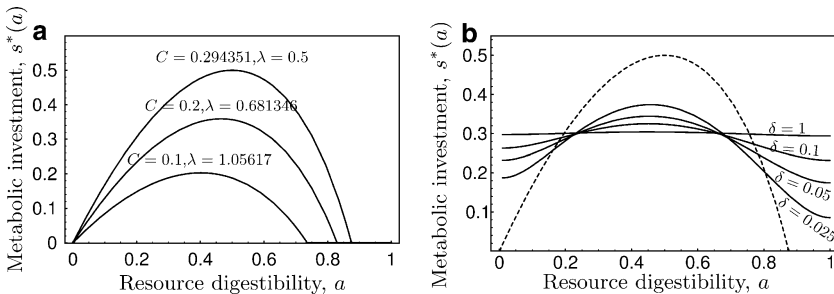 a
Metabolic investment, s*(a)
0.5
0.4
0.3
0.2
0.1
0
C = 0.294351,λ = 0.5
C = 0.2,λ = 0.681346
C = 0.1,λ = 1.05617
0 0.2 0.4 0.6 0.8 1
Resource digestibility, a
b
Metabolic investment, s*(a)
0.5
0.4
0.3
0.2
0.1
δ = 1
δ = 0.1
δ = 0.05
δ = 0.025
0 0.2 0.4 0.6 0.8 1
Resource digestibility, a